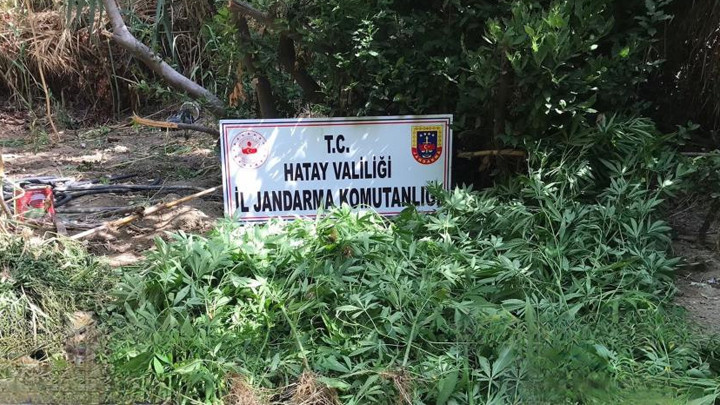 T.C.
HATAY VALİLİĞİ
İL JANDARMA KOMUTANLIĞI